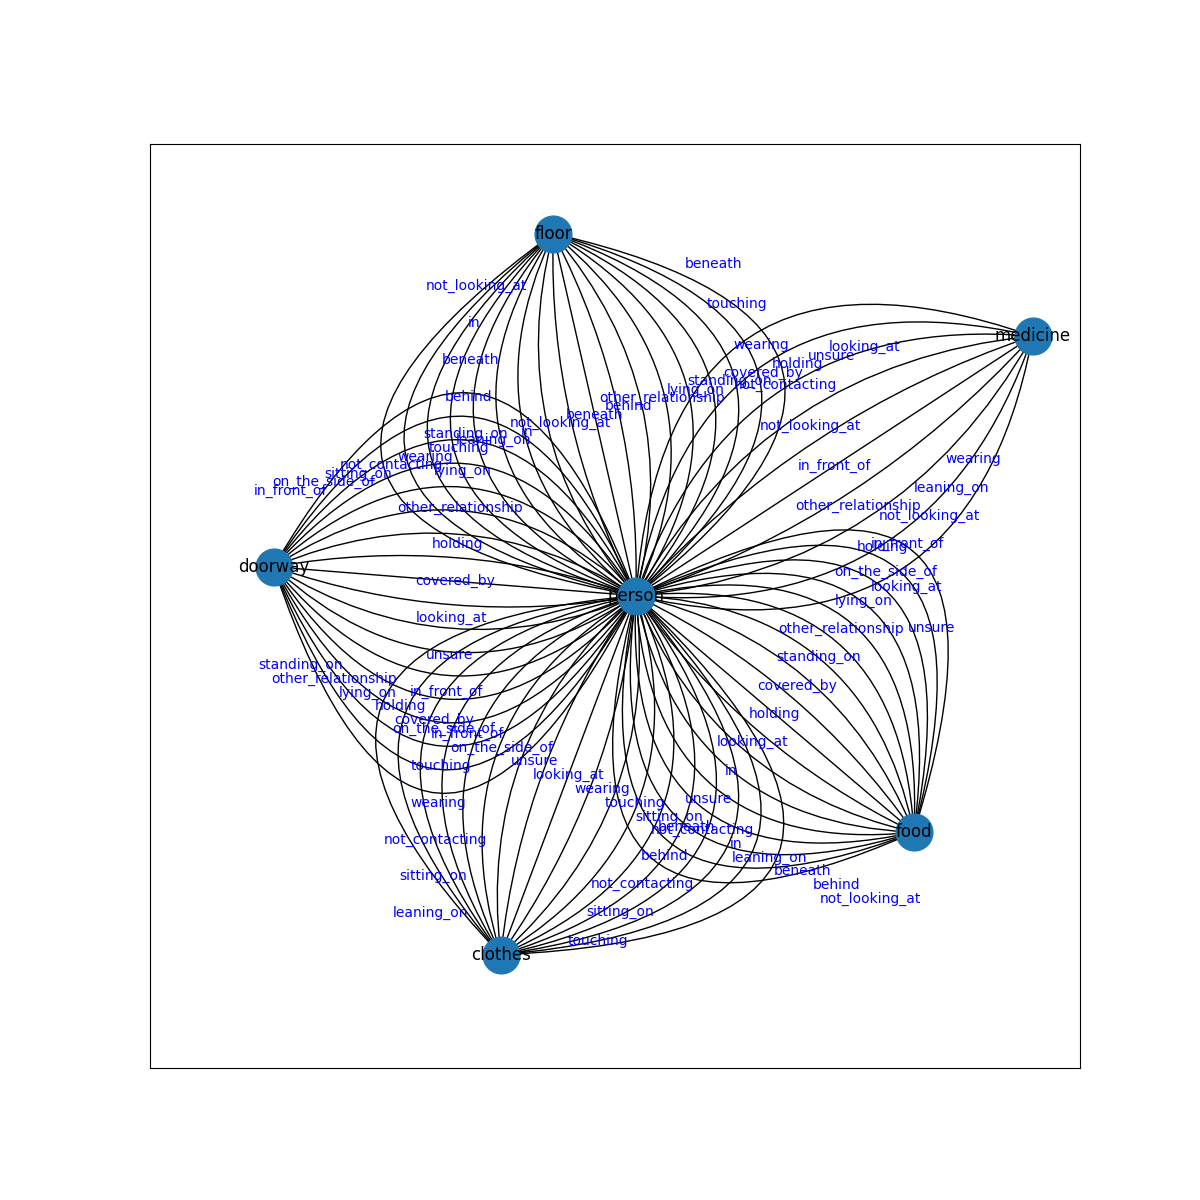 floor
beneath
not_looking_at
touching
in
medicine
wearing
looking_at
unsure
beneath
holding
covered_by
standing_on
not_contacting
lying_on
behind
other_relationship
behind
beneath
not_looking_at
not_looking_at
in
standing_on
leaning_on
touching
wearing
wearing
not_contacting
in_front_of
lying_on
sitting_on
on_the_side_of
in_front_of
leaning_on
other_relationship
other_relationship
not_looking_at
holding
in_front_of
holding
doorway
on_the_side_of
covered_by
looking_at
person
lying_on
looking_at
other_relationship
unsure
unsure
standing_on
standing_on
other_relationship
covered_by
lying_on
in_front_of
holding
holding
covered_by
on_the_side_of
in_front_of
looking_at
on_the_side_of
unsure
touching
in
looking_at
wearing
unsure
wearing
touching
sitting_on
beneath
not_contacting
food
not_contacting
in
behind
leaning_on
beneath
sitting_on
not_contacting
behind
not_looking_at
leaning_on
sitting_on
touching
clothes